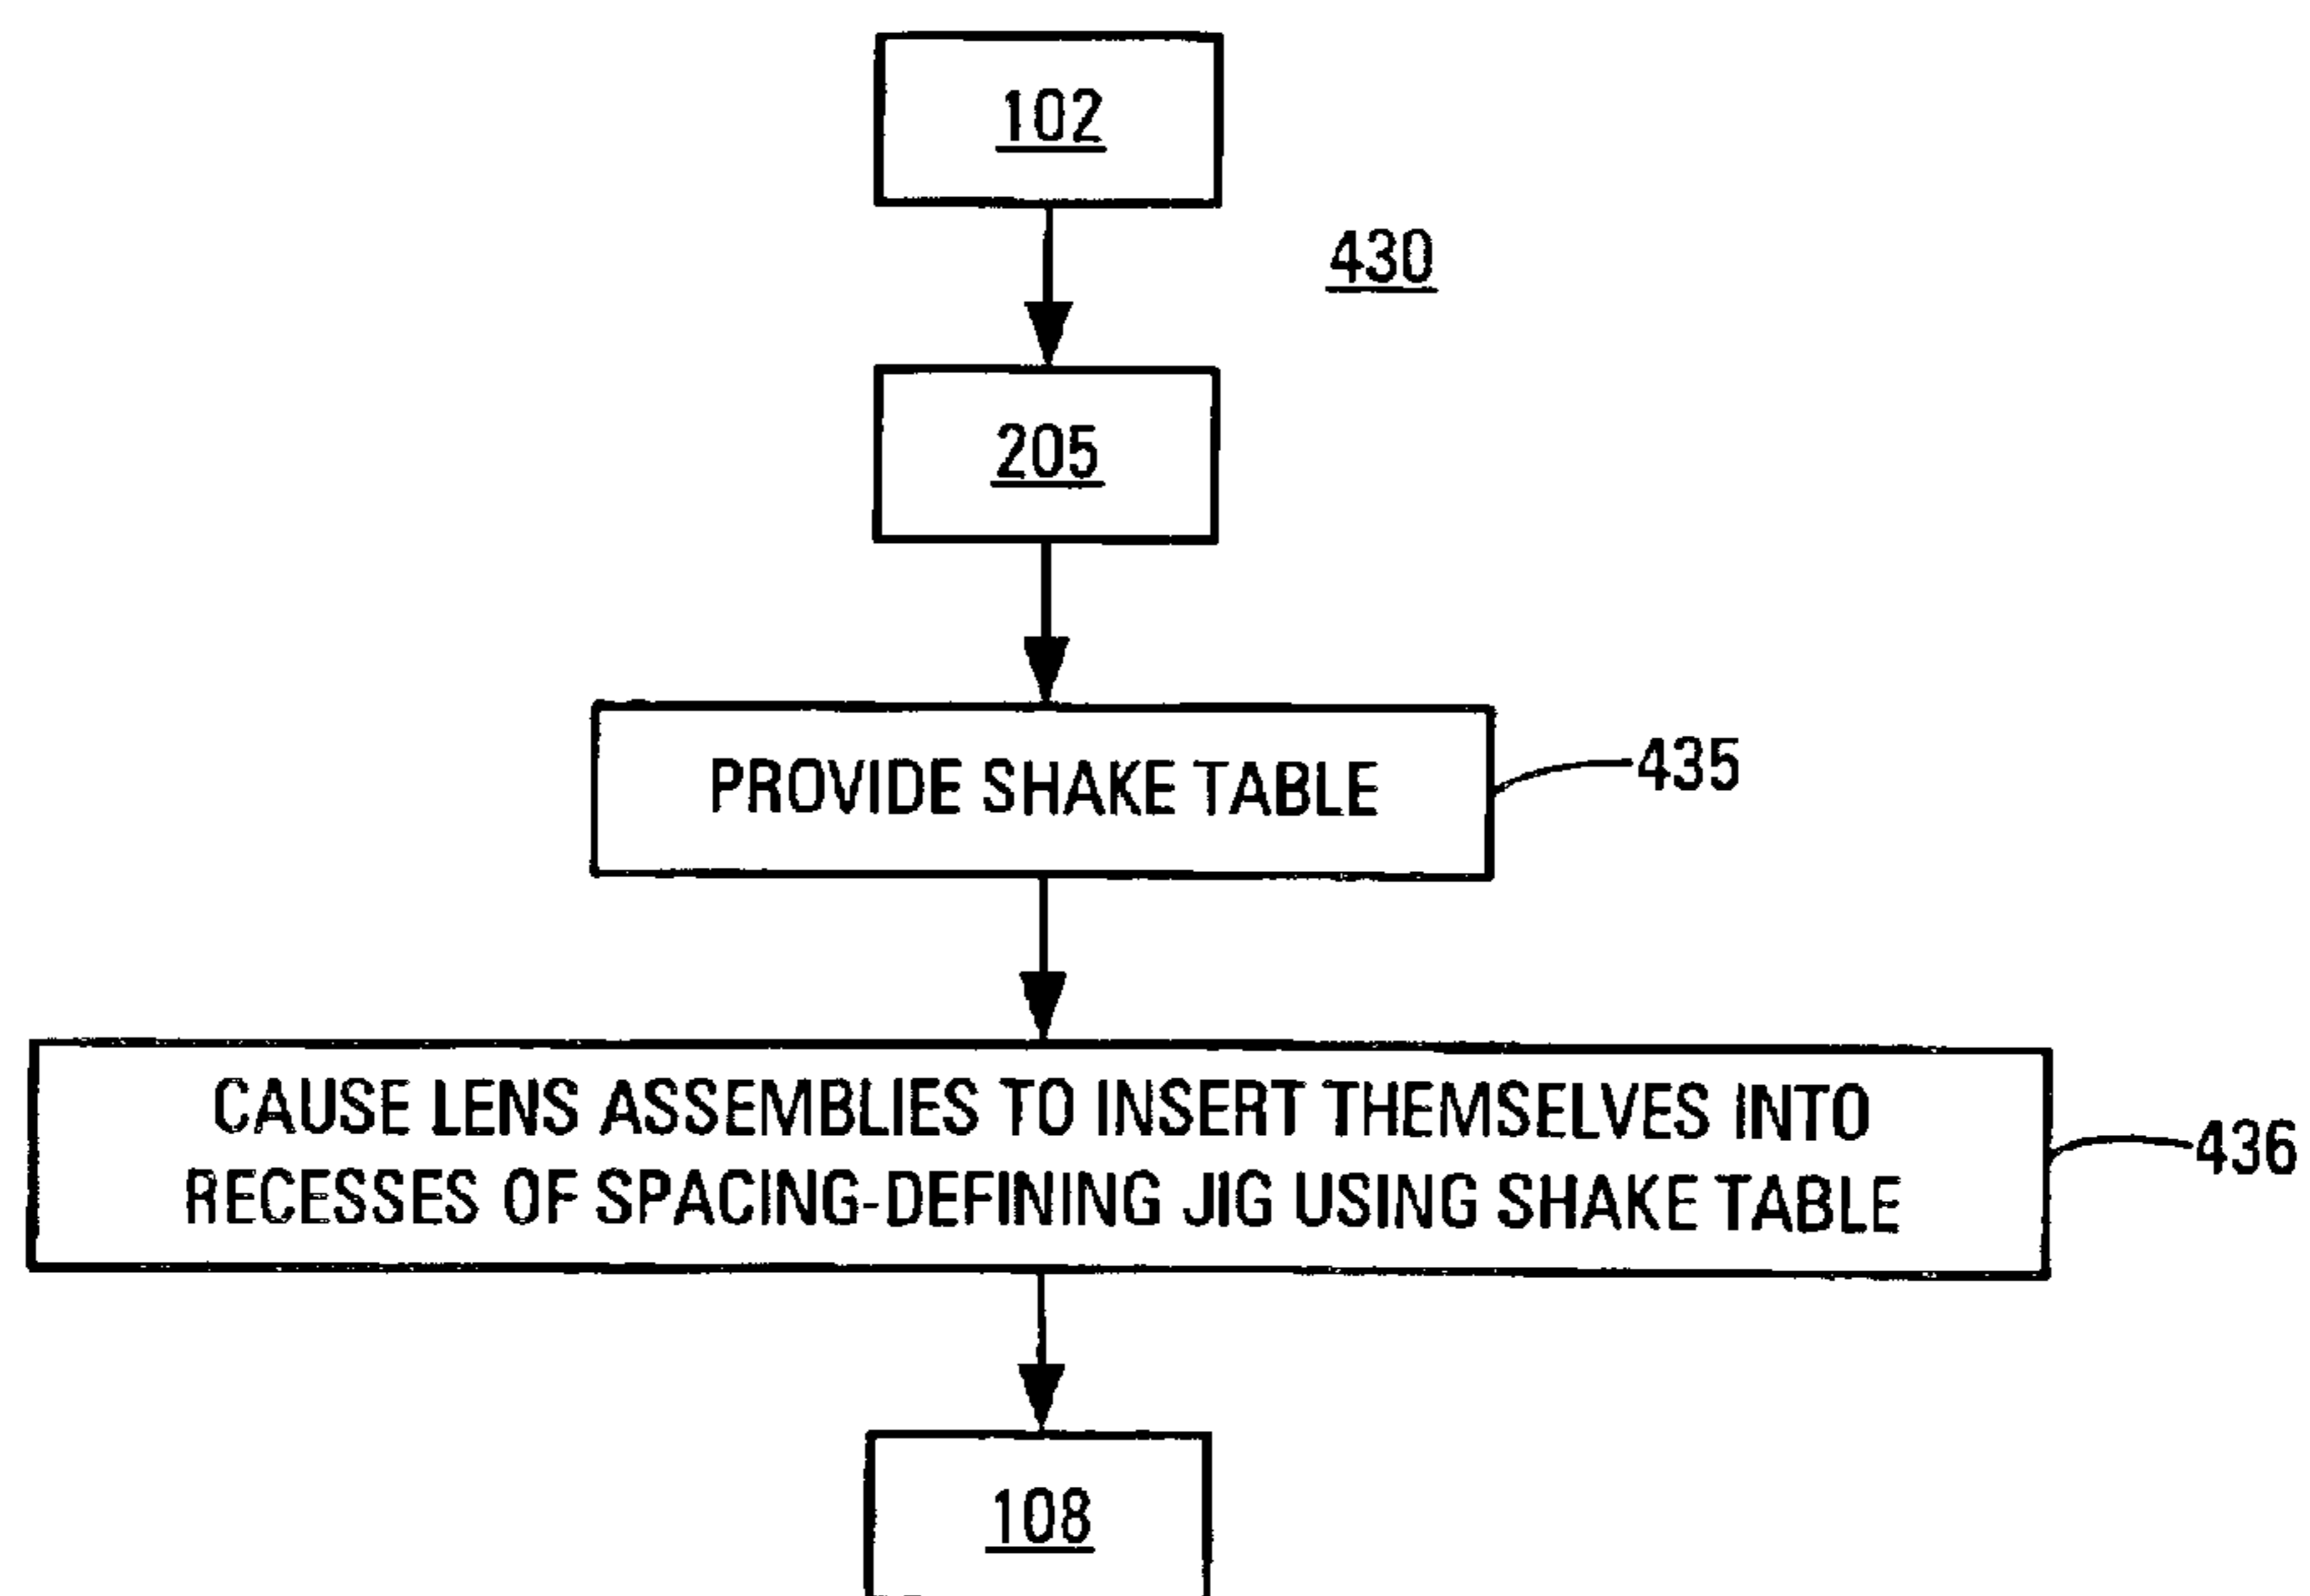 102
430
205
PROVIDE SHAKE TABLE
435
CAUSE LENS ASSEMBLIES TO INSERT THEMSELVES INTO
RECESSES OF SPACING-DEFINING JIG USING SHAKE TABLE
436
108